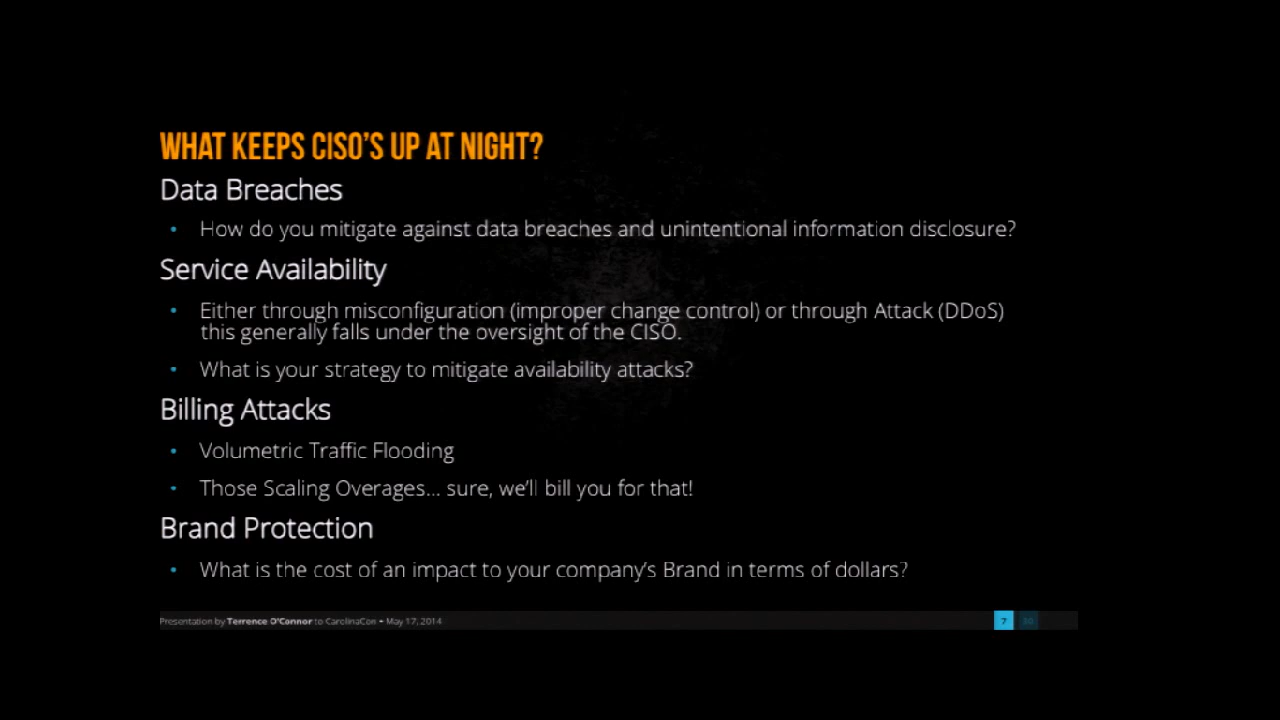 WHAT KEEPS CISO'S UP AT NIGHT?
Data Breaches
• How do you mitigate against data breaches and unintentional information disclosure?
Service Availability
• Either through misconfiguration (improper change control) or through Attack (DDoS)
this generally falls under the oversight of the CISO.
• What is your strategy to mitigate availability attacks?
Billing Attacks
• Volumetric Traffic Flooding
• Those Scaling Overages... sure, we'll bill you for that!
Brand Protection
• What is the cost of an impact to your company's Brand in terms of dollars?
Presentation by Terrence O'Connor to CarolinaCon • May 17, 2014
7